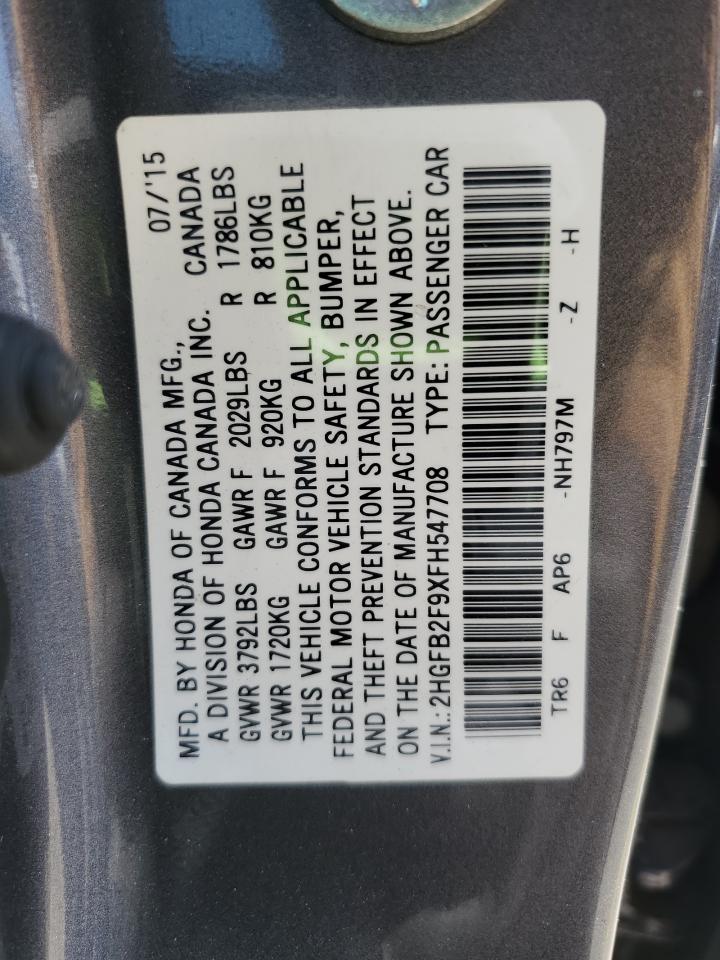 MFD. BY HONDA OF CANADA MFG., 07/'15
A DIVISION OF HONDA CANADA INC. CANADA
GVWR 3792LBS GAWR F 2029LBS R 1786LBS
GVWR 1720KG GAWR F 920KG R 810KG
THIS VEHICLE CONFORMS TO ALL APPLICABLE
FEDERAL MOTOR VEHICLE SAFETY, BUMPER,
AND THEFT PREVENTION STANDARDS IN EFFECT
ON THE DATE OF MANUFACTURE SHOWN ABOVE.
V.I.N.: 2HGFB2F9XFH547708 TYPE: PASSENGER CAR
TR6 F AP6 -NH797M -Z -H